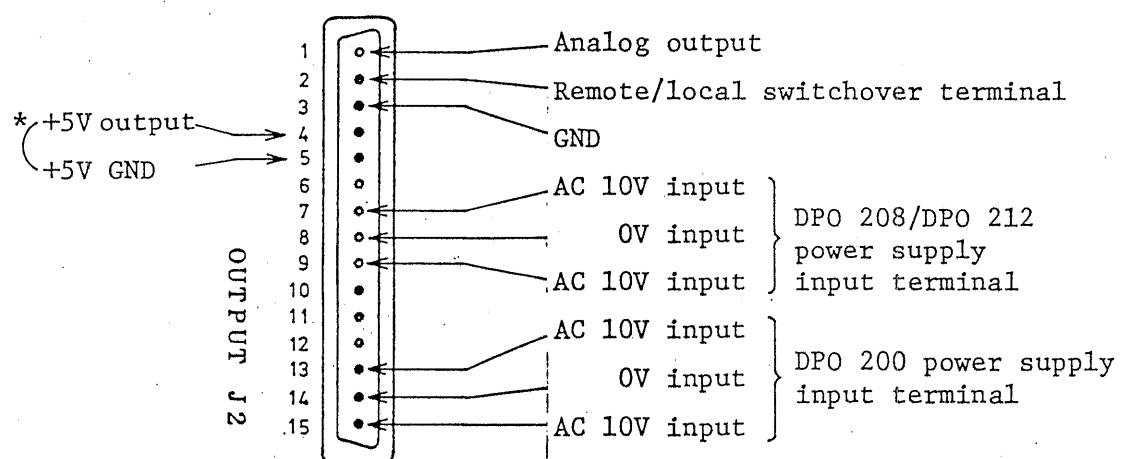 1
2
3
4
5
6
7
8
9
10
11
12
13
14
15
OUTPUT J2
* +5V output
+5V GND
Analog output
Remote/local switchover terminal
GND
AC 10V input
0V input
AC 10V input
DPO 208/DPO 212
power supply
input terminal
AC 10V input
0V input
AC 10V input
DPO 200 power supply
input terminal